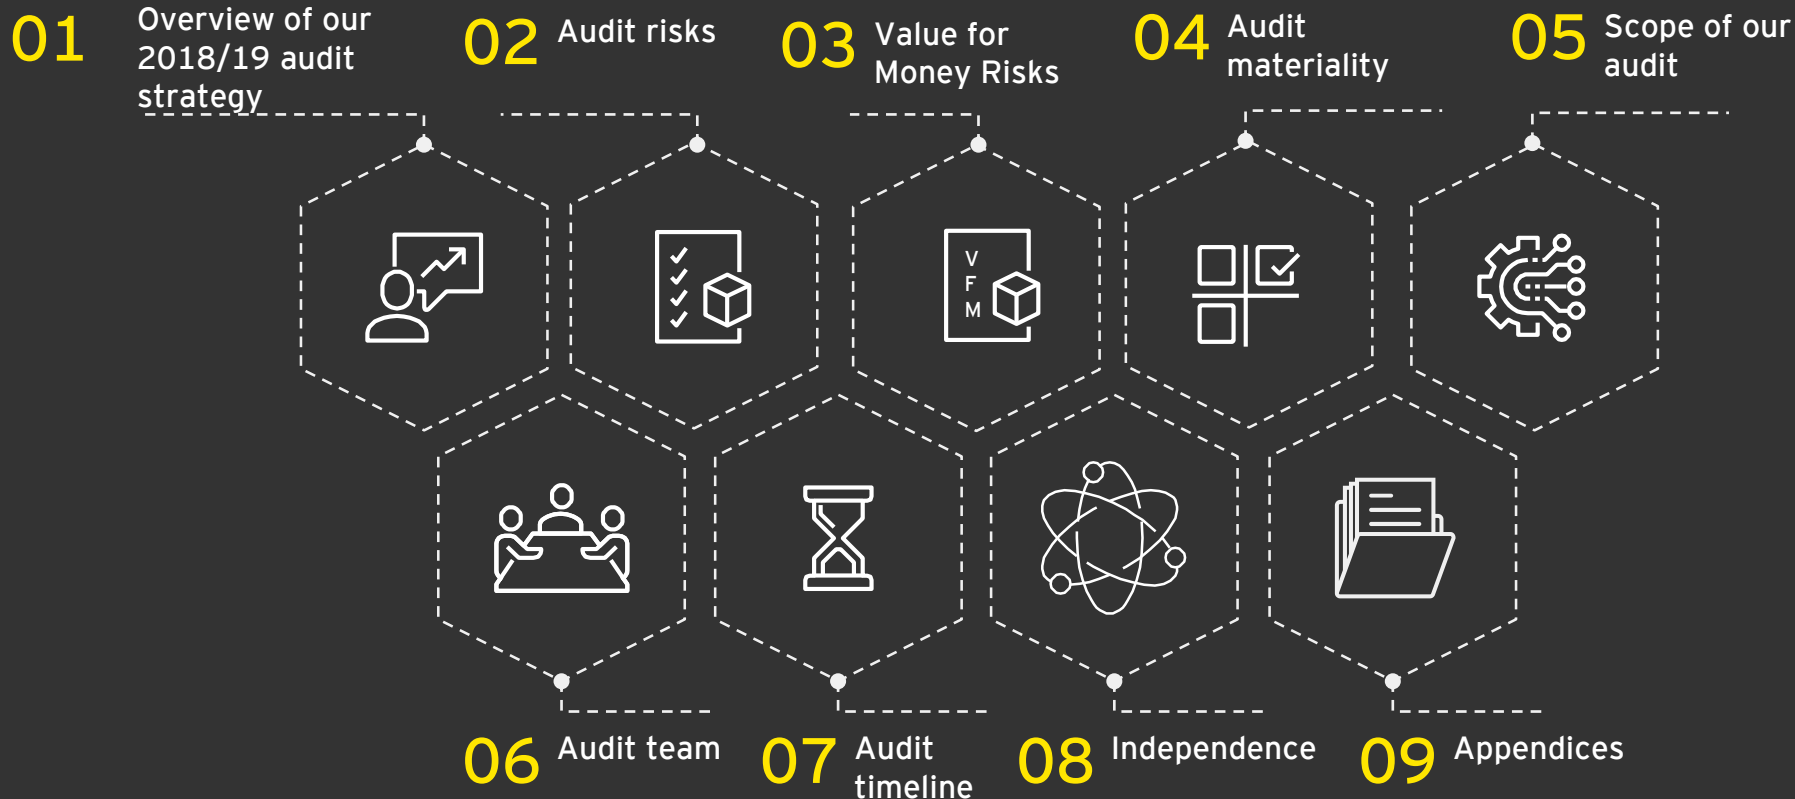 01
Overview of our
2018/19 audit
strategy
02
Audit risks
03
Value for
Money Risks
04
Audit
materiality
05
Scope of our
audit
V
F
M
06
Audit team
07
Audit
timeline
08
Independence
09
Appendices